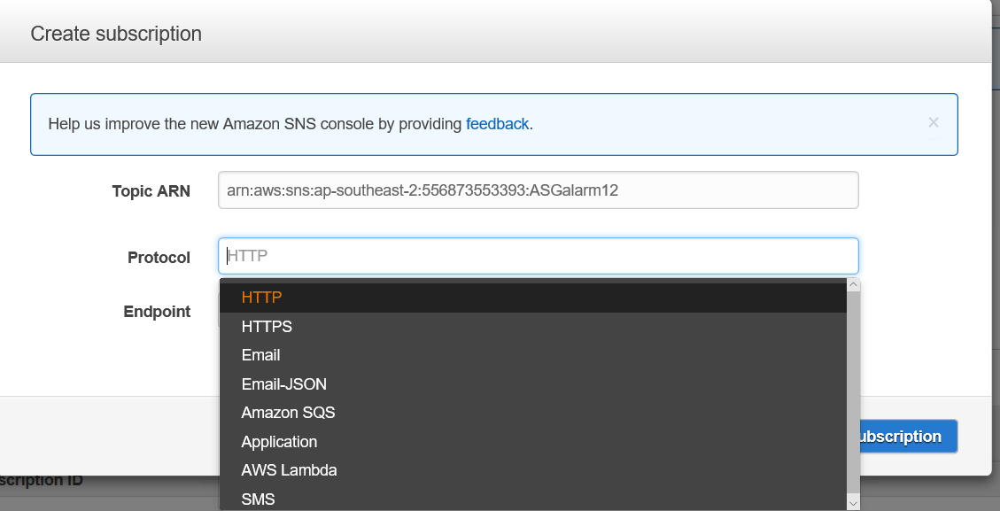 Create subscription
Help us improve the new Amazon SNS console by providing feedback.
×
Topic ARN arn:aws:sns:ap-southeast-2:556873553393:ASGalarm12
Protocol HTTP
HTTP
Endpoint
HTTPS
Email
Email-JSON
Amazon SQS
Application
AWS Lambda
SMS
ubscription
scription ID